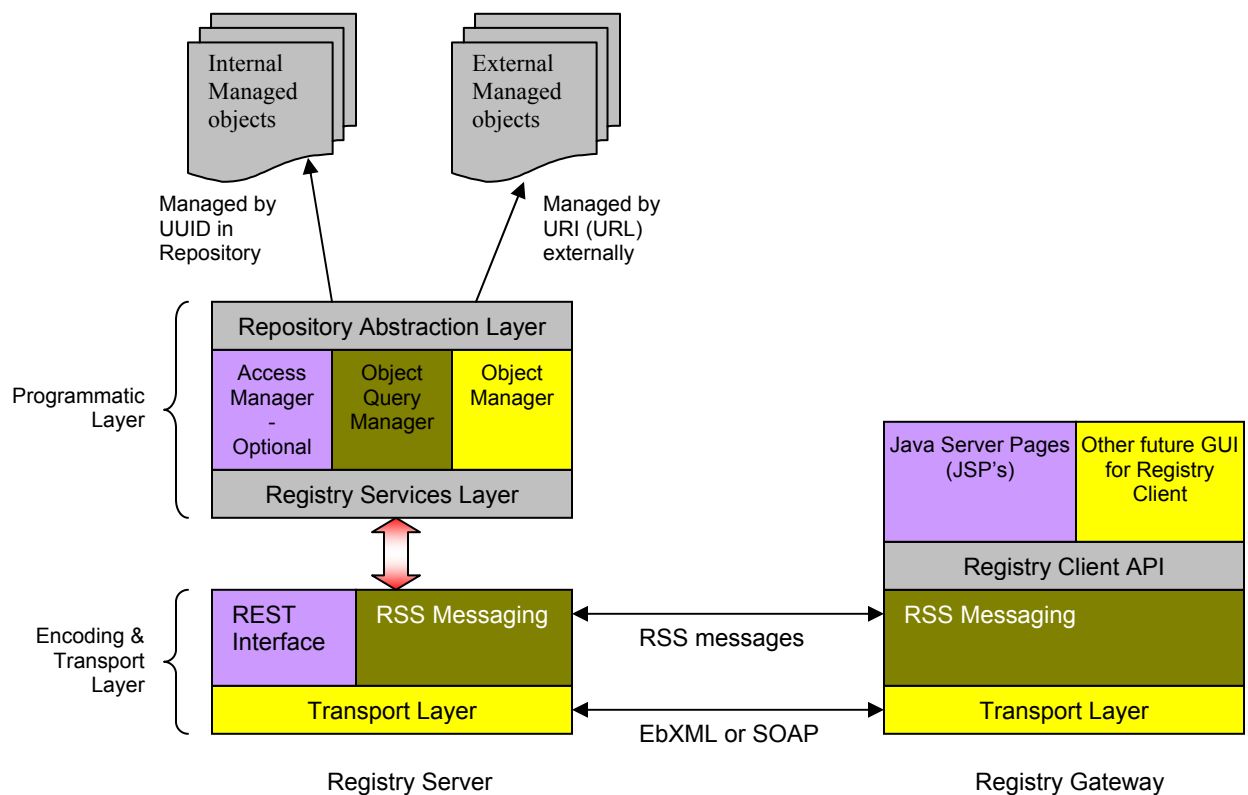 Internal
Managed
objects
External
Managed
objects
Managed by
UUID in
Repository
Managed by
URI (URL)
externally
Programmatic
Layer
Repository Abstraction Layer
Access
Manager
-
Optional
Object
Query
Manager
Object
Manager
Registry Services Layer
Java Server Pages
(JSP's)
Other future GUI
for Registry
Client
Registry Client API
Encoding &
Transport
Layer
REST
Interface
RSS Messaging
RSS messages
RSS Messaging
Transport Layer
EbXML or SOAP
Transport Layer
Registry Server
Registry Gateway